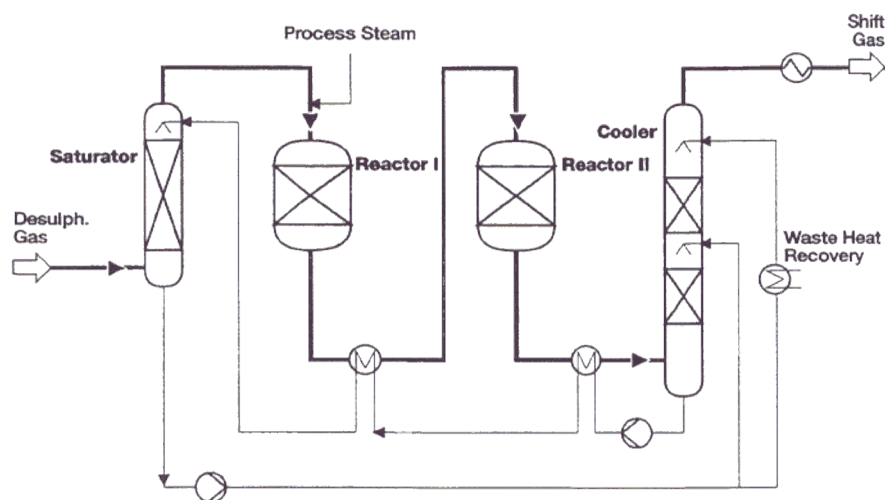 Process Steam
Shift
Gas
Cooler
Saturator
Reactor I
Reactor II
Desulph.
Gas
Waste Heat
Recovery